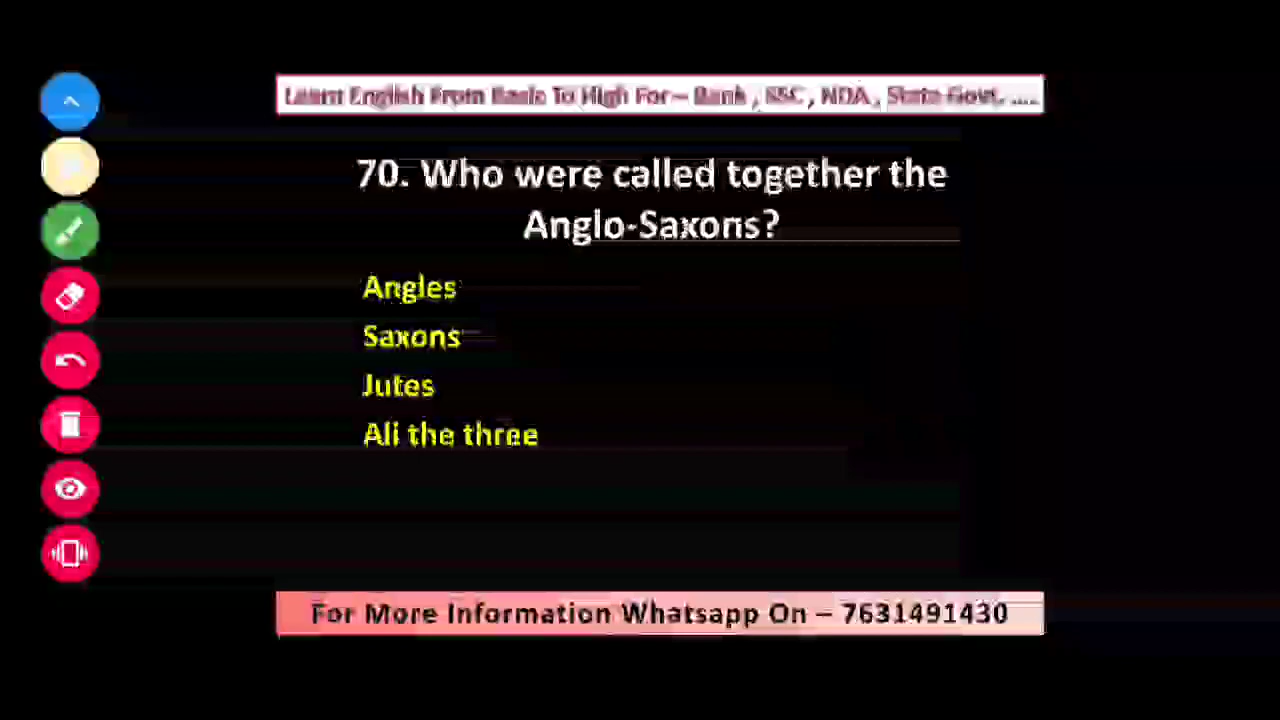 Learn English From Basic To High For – Bank , SSC , NDA , State Govt. ....
70. Who were called together the
Anglo-Saxons?
Angles
Saxons
Jutes
All the three
For More Information Whatsapp On – 7631491430